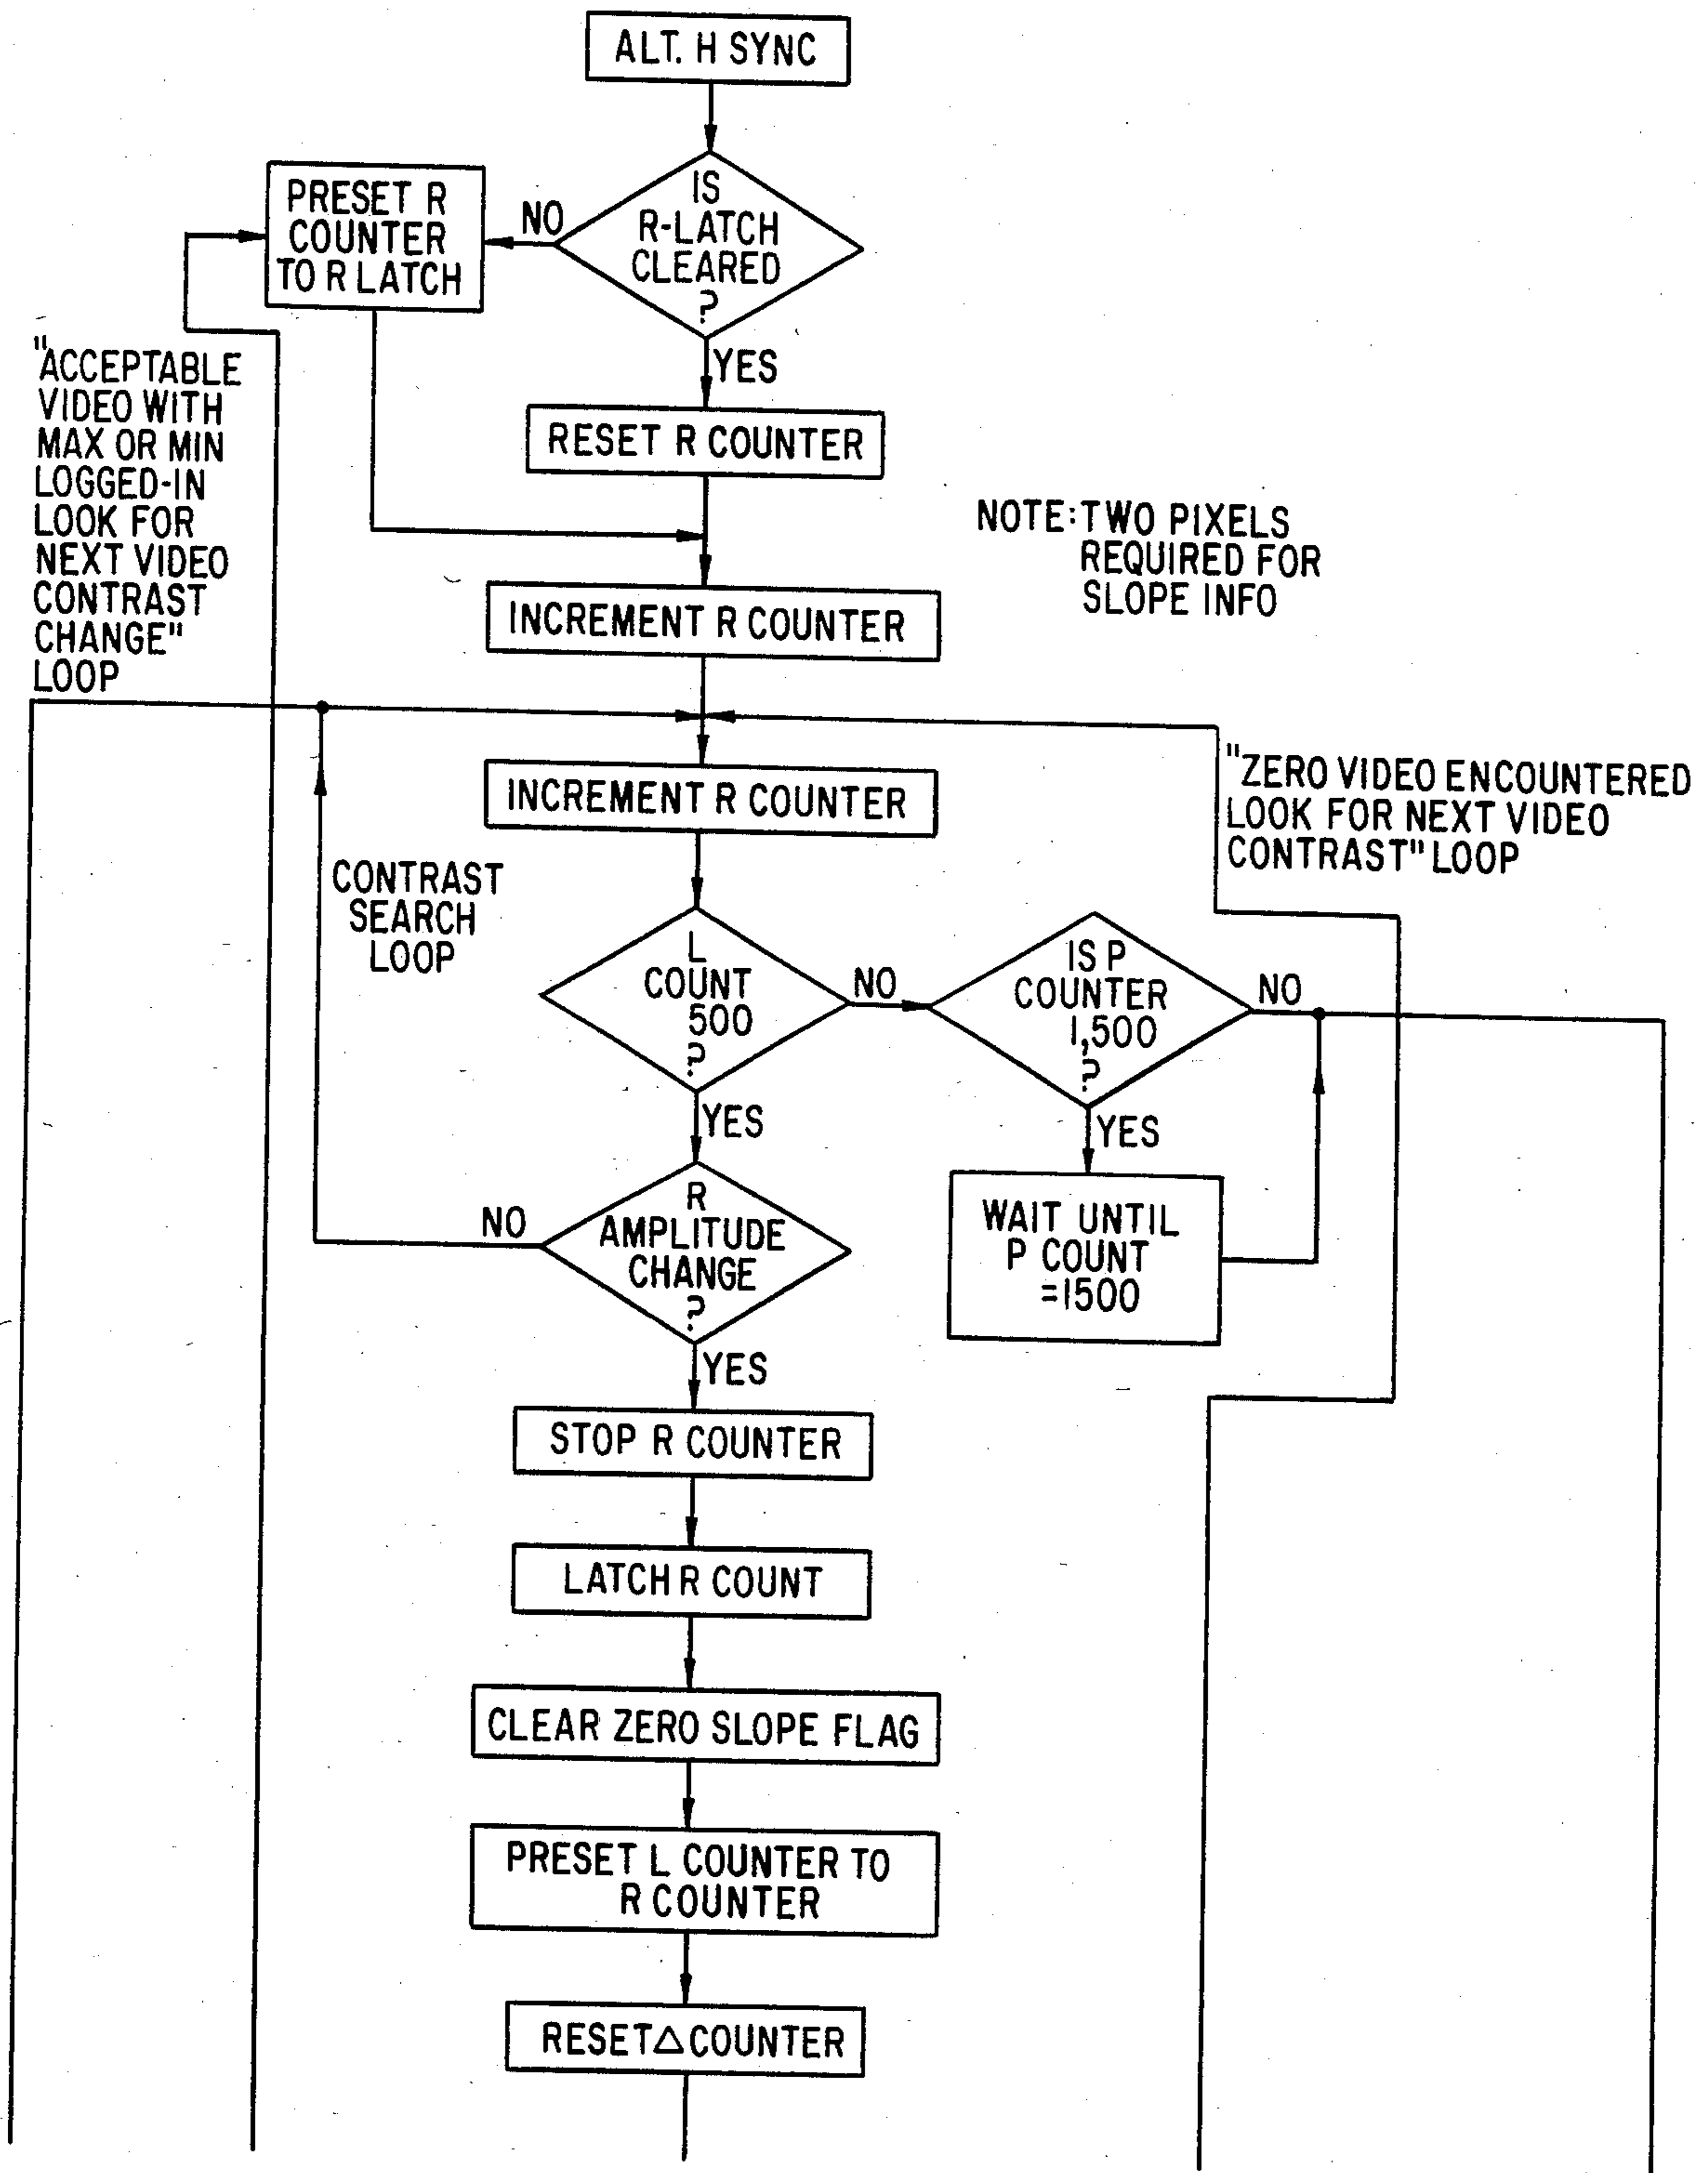 ALT. H SYNC
PRESET R
COUNTER
TO R LATCH
NO
IS
R-LATCH
CLEARED
?
YES
"ACCEPTABLE
VIDEO WITH
MAX OR MIN
LOGGED-IN
LOOK FOR
NEXT VIDEO
CONTRAST
CHANGE"
LOOP
RESET R COUNTER
NOTE: TWO PIXELS
REQUIRED FOR
SLOPE INFO
INCREMENT R COUNTER
INCREMENT R COUNTER
"ZERO VIDEO ENCOUNTERED
LOOK FOR NEXT VIDEO
CONTRAST" LOOP
CONTRAST
SEARCH
LOOP
L
COUNT
500
?
NO
IS P
COUNTER
1,500
?
NO
YES
YES
R
AMPLITUDE
CHANGE
?
NO
WAIT UNTIL
P COUNT
=1500
YES
STOP R COUNTER
LATCH R COUNT
CLEAR ZERO SLOPE FLAG
PRESET L COUNTER TO
R COUNTER
RESET △ COUNTER